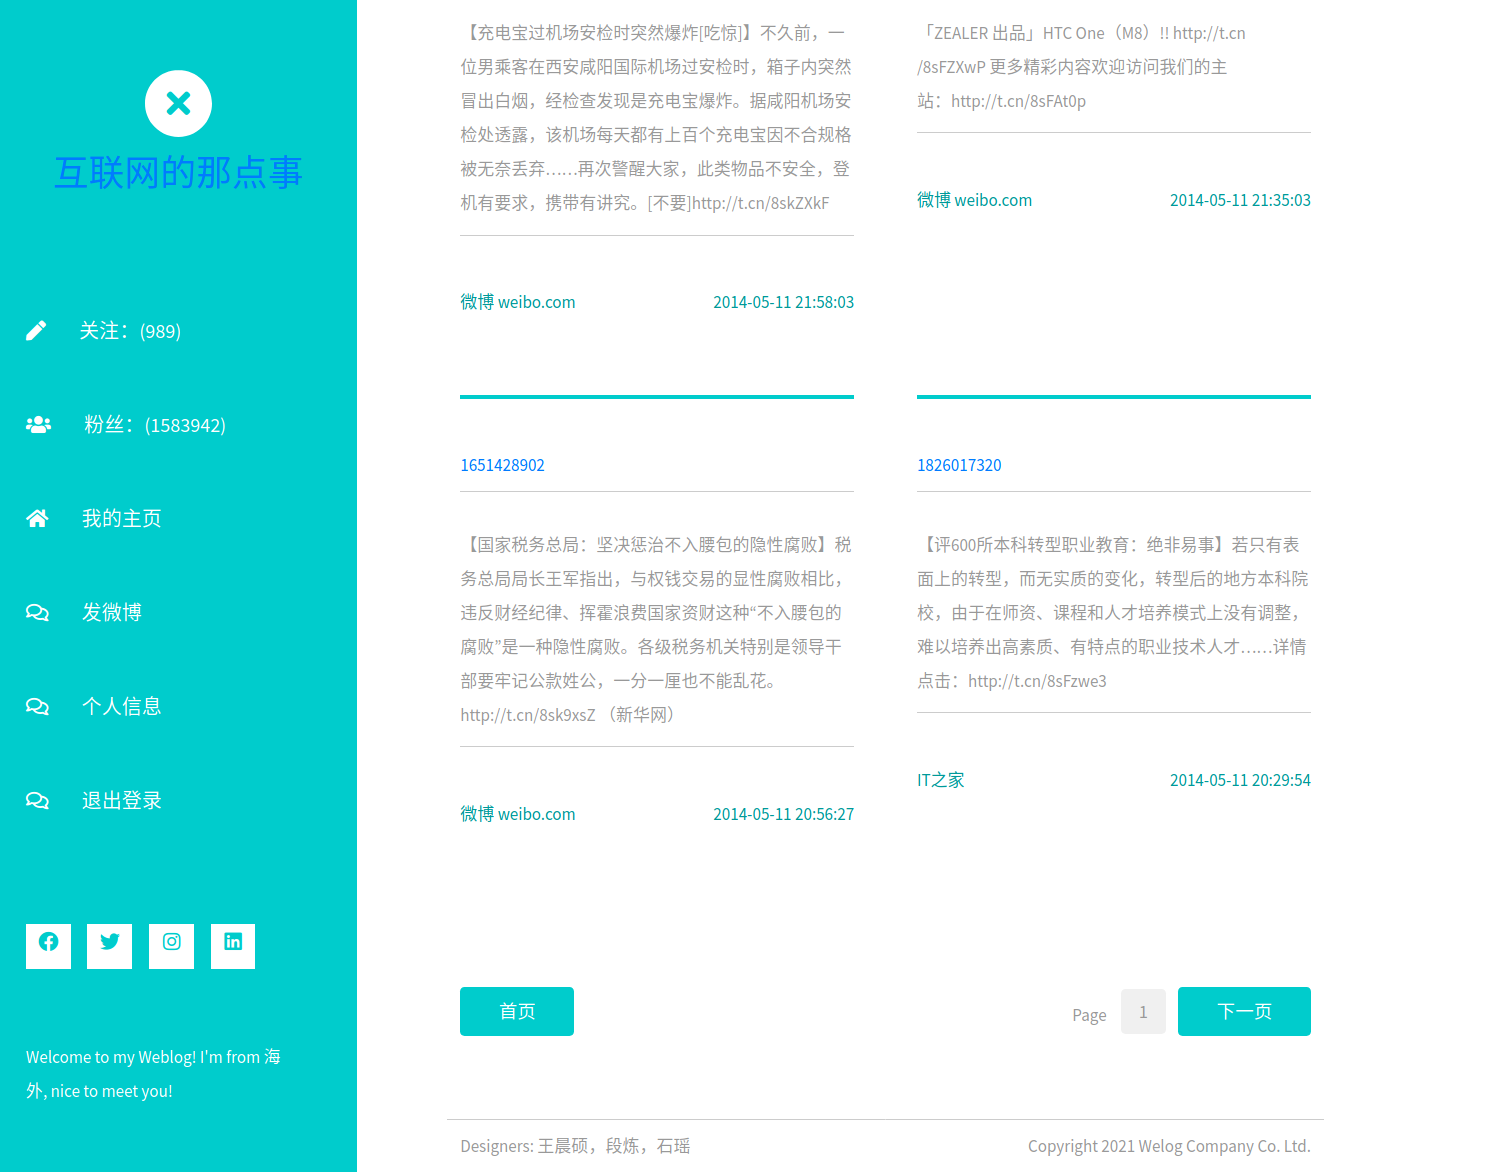 互联网的那点事
关注：(989)
粉丝：(1583942)
我的主页
发微博
个人信息
退出登录
Welcome to my Weblog! I'm from 海
外, nice to meet you!
【充电宝过机场安检时突然爆炸[吃惊]】不久前，一
位男乘客在西安咸阳国际机场过安检时，箱子内突然
冒出白烟，经检查发现是充电宝爆炸。据咸阳机场安
检处透露，该机场每天都有上百个充电宝因不合规格
被无奈丢弃……再次警醒大家，此类物品不安全，登
机有要求，携带有讲究。[不要]http://t.cn/8skZXkF
微博 weibo.com 2014-05-11 21:58:03
「ZEALER 出品」HTC One（M8）!! http://t.cn
/8sFZXwP 更多精彩内容欢迎访问我们的主
站：http://t.cn/8sFAt0p
微博 weibo.com 2014-05-11 21:35:03
1651428902
【国家税务总局：坚决惩治不入腰包的隐性腐败】税
务总局局长王军指出，与权钱交易的显性腐败相比，
违反财经纪律、挥霍浪费国家资财这种“不入腰包的
腐败”是一种隐性腐败。各级税务机关特别是领导干
部要牢记公款姓公，一分一厘也不能乱花。
http://t.cn/8sk9xsZ （新华网）
微博 weibo.com 2014-05-11 20:56:27
1826017320
【评600所本科转型职业教育：绝非易事】若只有表
面上的转型，而无实质的变化，转型后的地方本科院
校，由于在师资、课程和人才培养模式上没有调整，
难以培养出高素质、有特点的职业技术人才……详情
点击：http://t.cn/8sFzwe3
IT之家 2014-05-11 20:29:54
首页 Page 1 下一页
Designers: 王晨硕，段炼，石瑶 Copyright 2021 Welog Company Co. Ltd.